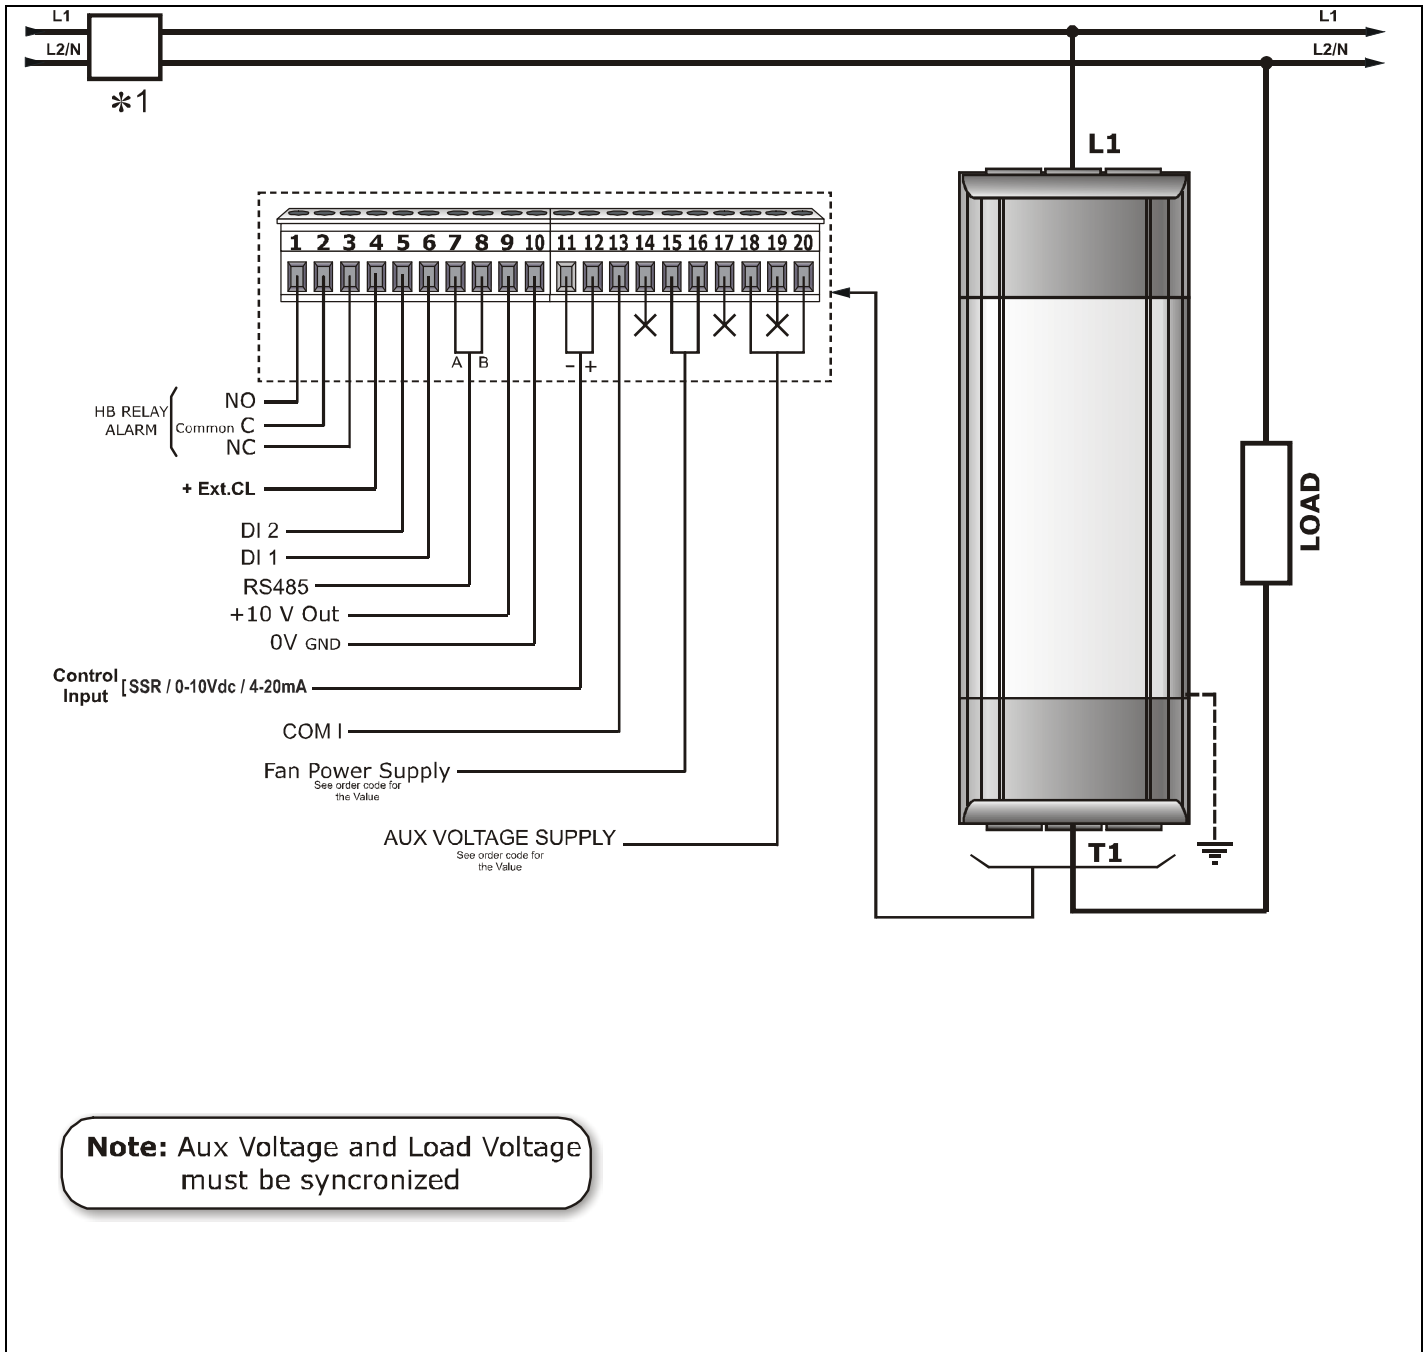 L1
L1
L2/N
L2/N
*1
L1
1 2 3 4 5 6 7 8 9 10 11 12 13 14 15 16 17 18 19 20
A B
- +
NO
HB RELAY
ALARM
Common C
NC
+ Ext.CL
LOAD
DI 2
DI 1
RS485
+10 V Out
0V GND
Control
Input
[SSR / 0-10Vdc / 4-20mA
COM I
Fan Power Supply
See order code for
the Value
AUX VOLTAGE SUPPLY
See order code for
the Value
T1
Note: Aux Voltage and Load Voltage
must be syncronized